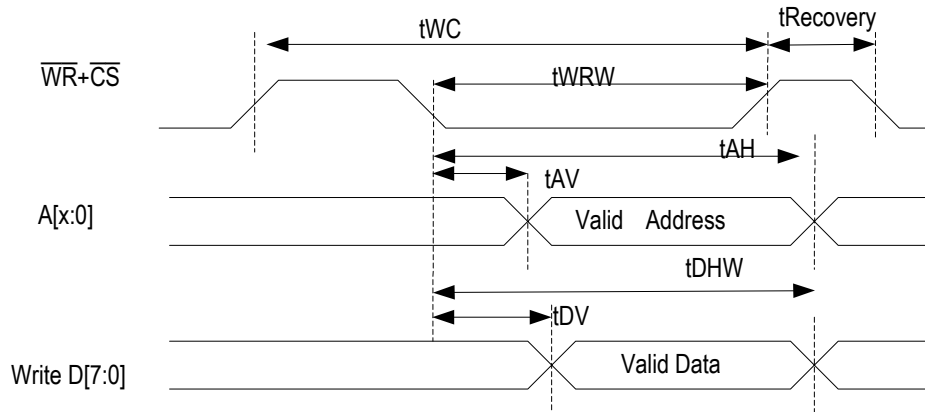 tWC
tRecovery
WR+CS
tWRW
tAH
tAV
A[x:0]
Valid Address
tDHW
tDV
Write D[7:0]
Valid Data